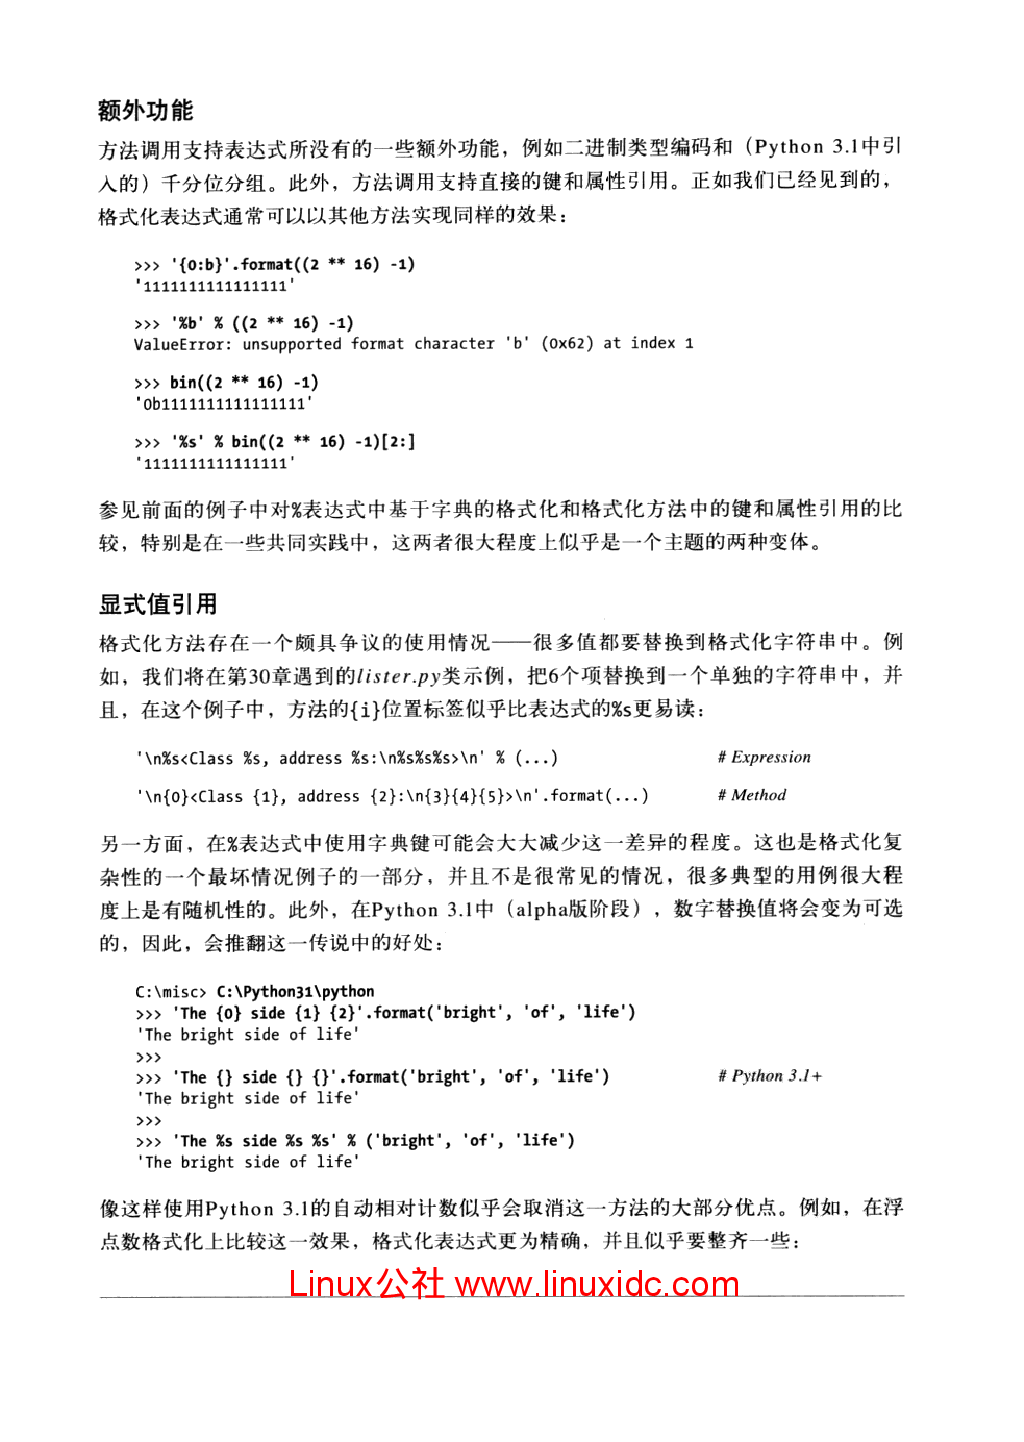 额外功能
方法调用支持表达式所没有的一些额外功能，例如二进制类型编码和（Python 3.1中引
入的）千分位分组。此外，方法调用支持直接的键和属性引用。正如我们已经见到的，
格式化表达式通常可以以其他方法实现同样的效果：
>>> '{0:b}'.format((2 ** 16) -1)
'1111111111111111'
>>> '%b' % ((2 ** 16) -1)
ValueError: unsupported format character 'b' (0x62) at index 1
>>> bin((2 ** 16) -1)
'0b1111111111111111'
>>> '%s' % bin((2 ** 16) -1)[2:]
'1111111111111111'
参见前面的例子中对%表达式中基于字典的格式化和格式化方法中的键和属性引用的比
较，特别是在一些共同实践中，这两者很大程度上似乎是一个主题的两种变体。
显式值引用
格式化方法存在一个颇具争议的使用情况——很多值都要替换到格式化字符串中。例
如，我们将在第30章遇到的lister.py类示例，把6个项替换到一个单独的字符串中，并
且，在这个例子中，方法的{i}位置标签似乎比表达式的%s更易读：
'\n%s<Class %s, address %s:\n%s%s%s>\n' % (...) # Expression
'\n{0}<Class {1}, address {2}:\n{3}{4}{5}>\n'.format(...) # Method
另一方面，在%表达式中使用字典键可能会大大减少这一差异的程度。这也是格式化复
杂性的一个最坏情况例子的一部分，并且不是很常见的情况，很多典型的用例很大程
度上是有随机性的。此外，在Python 3.1中（alpha版阶段），数字替换值将会变为可选
的，因此，会推翻这一传说中的好处：
C:\misc> C:\Python31\python
>>> 'The {0} side {1} {2}'.format('bright', 'of', 'life')
'The bright side of life'
>>>
>>> 'The {} side {} {}'.format('bright', 'of', 'life') # Python 3.1+
'The bright side of life'
>>>
>>> 'The %s side %s %s' % ('bright', 'of', 'life')
'The bright side of life'
像这样使用Python 3.1的自动相对计数似乎会取消这一方法的大部分优点。例如，在浮
点数格式化上比较这一效果，格式化表达式更为精确，并且似乎要整齐一些：
Linux公社 www.linuxidc.com